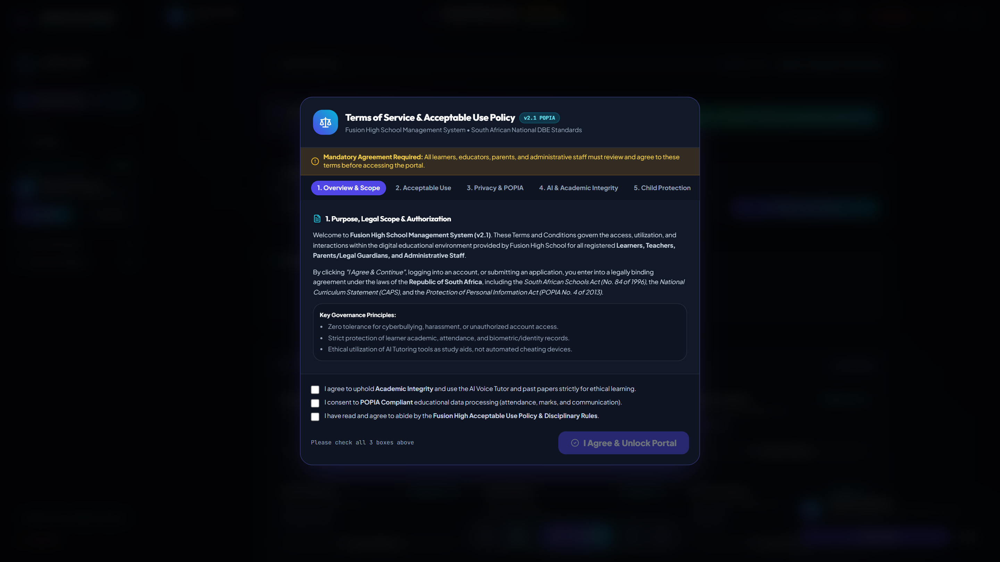 Terms of Service & Acceptable Use Policy
v2.1 POPIA
Fusion High School Management System • South African National DBE Standards
Mandatory Agreement Required: All learners, educators, parents, and administrative staff must review and agree to these
terms before accessing the portal.
1. Overview & Scope
2. Acceptable Use
3. Privacy & POPIA
4. AI & Academic Integrity
5. Child Protection
1. Purpose, Legal Scope & Authorization
Welcome to Fusion High School Management System (v2.1). These Terms and Conditions govern the access, utilization, and
interactions within the digital educational environment provided by Fusion High School for all registered Learners, Teachers,
Parents/Legal Guardians, and Administrative Staff.
By clicking "I Agree & Continue", logging into an account, or submitting an application, you enter into a legally binding
agreement under the laws of the Republic of South Africa, including the South African Schools Act (No. 84 of 1996), the National
Curriculum Statement (CAPS), and the Protection of Personal Information Act (POPIA No. 4 of 2013).
Key Governance Principles:
• Zero tolerance for cyberbullying, harassment, or unauthorized account access.
• Strict protection of learner academic, attendance, and biometric/identity records.
• Ethical utilization of AI Tutoring tools as study aids, not automated cheating devices.
I agree to uphold Academic Integrity and use the AI Voice Tutor and past papers strictly for ethical learning.
I consent to POPIA Compliant educational data processing (attendance, marks, and communication).
I have read and agree to abide by the Fusion High Acceptable Use Policy & Disciplinary Rules.
Please check all 3 boxes above
I Agree & Unlock Portal